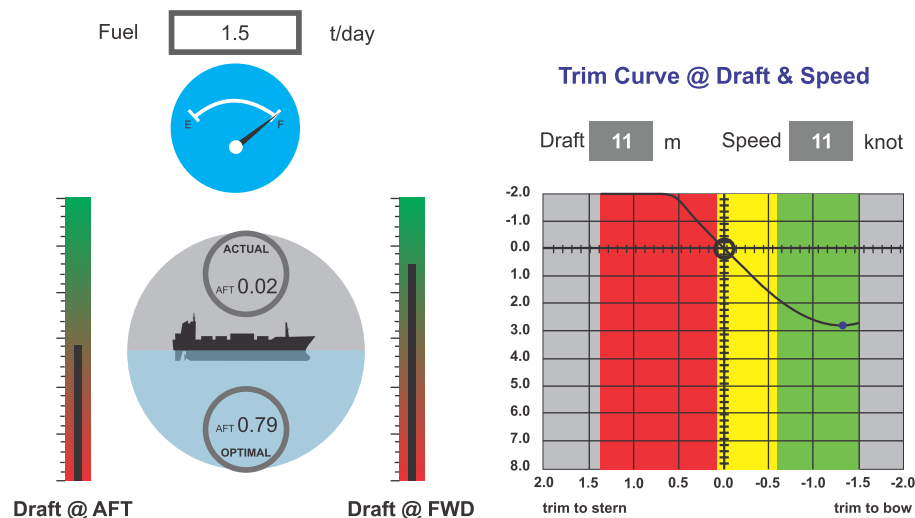 Fuel 1.5 t/day
E F
ACTUAL
AFT 0.02
AFT 0.79
OPTIMAL
Draft @ AFT
Draft @ FWD
Trim Curve @ Draft & Speed
Draft 11 m Speed 11 knot
-2.0
-1.0
0.0
1.0
2.0
3.0
4.0
5.0
6.0
7.0
8.0
2.0 1.5 1.0 0.5 0.0 -0.5 -1.0 -1.5 -2.0
trim to stern trim to bow